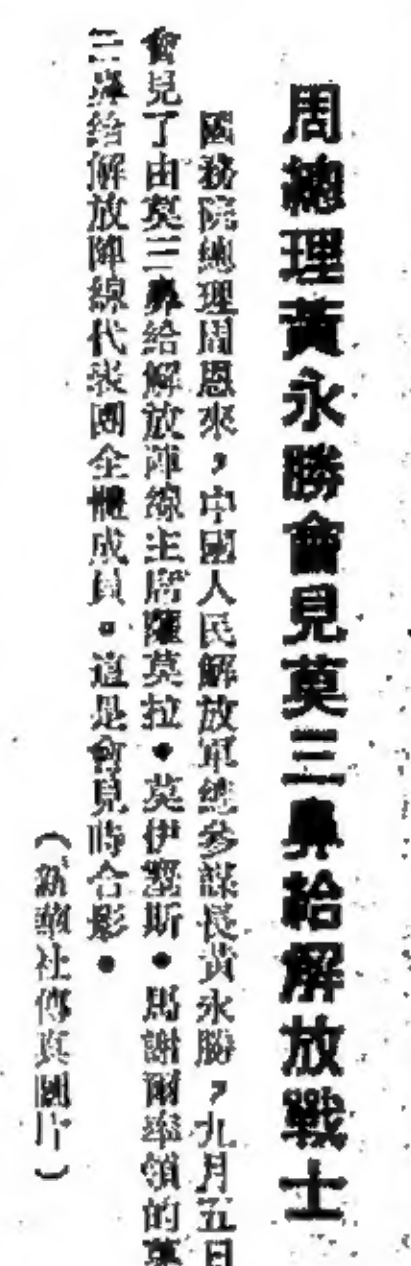 周總理黃永勝會見莫三鼻給解放戰士
國務院總理周恩來,中國人民解放軍總參謀長黃永勝,九月五日
會見了由莫三鼻給解放陣線主席薩莫拉•莫伊塞斯•馬謝爾率領的莫
三鼻給解放陣線代表團全體成員。這是會見時合影。
(新華社傳真圖片)